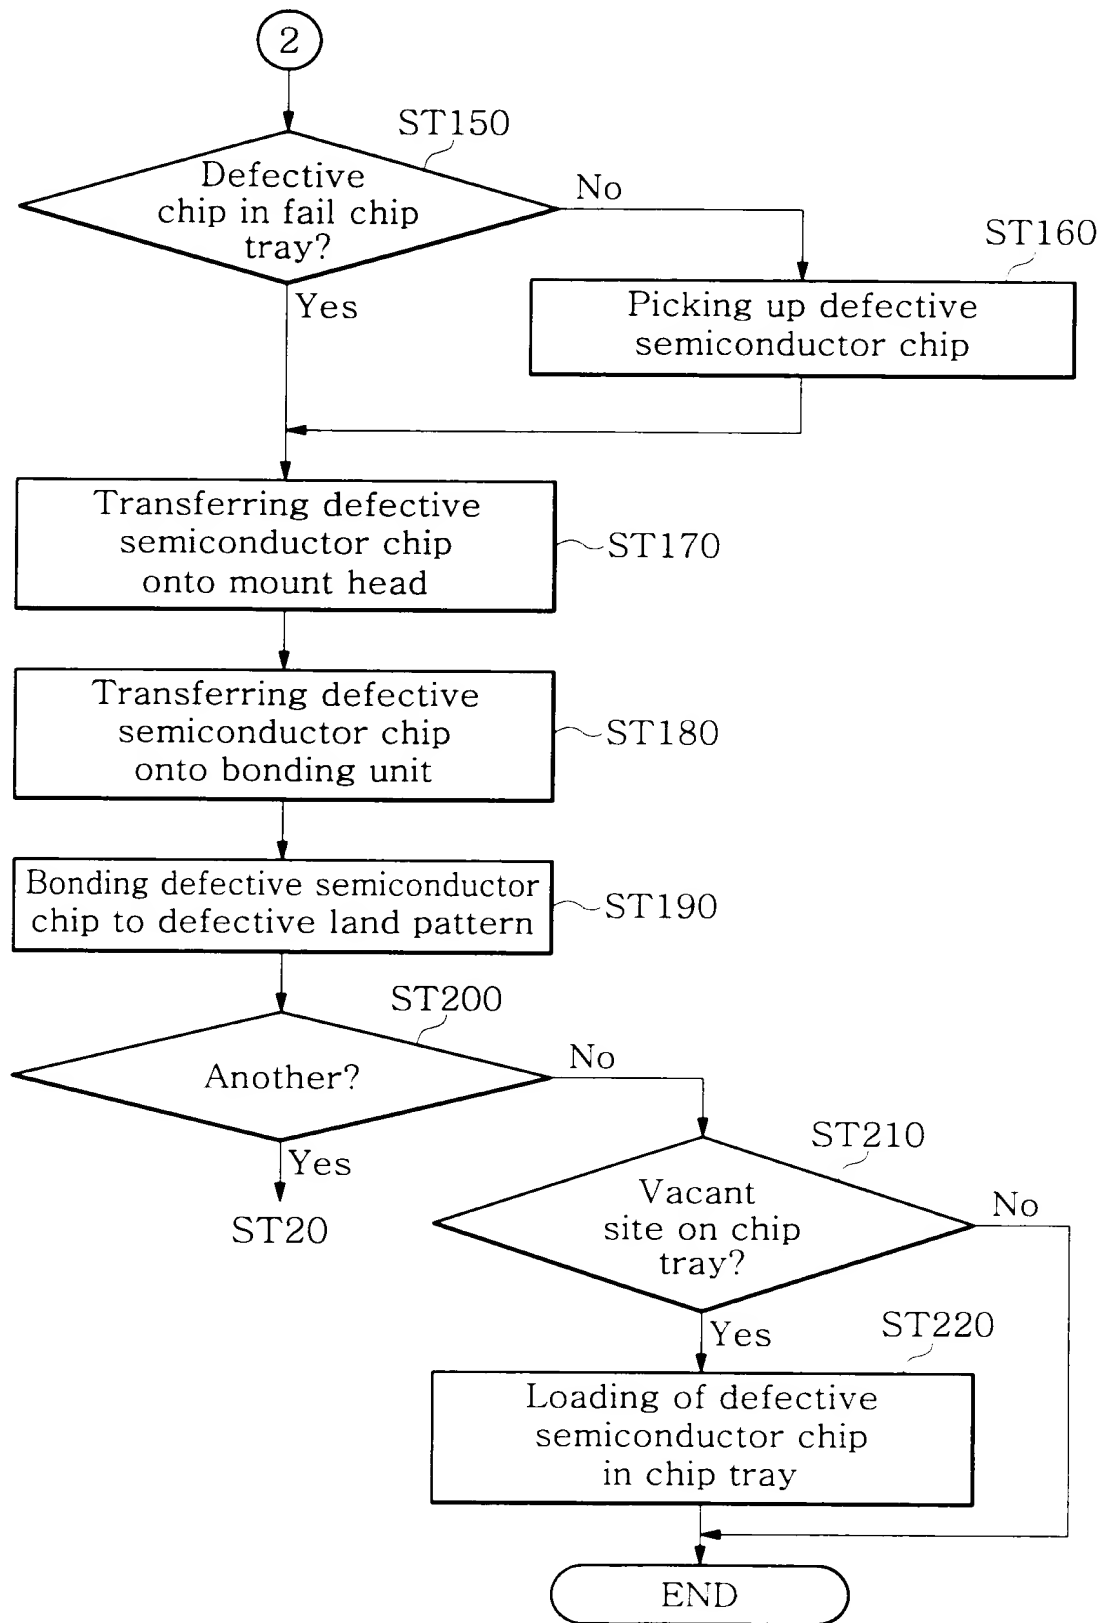 2
ST150
Defective
chip in fail chip
tray?
No
Yes
ST160
Picking up defective
semiconductor chip
Transferring defective
semiconductor chip
onto mount head
ST170
Transferring defective
semiconductor chip
onto bonding unit
ST180
Bonding defective semiconductor
chip to defective land pattern
ST190
ST200
Another?
No
Yes
ST20
ST210
Vacant
site on chip
tray?
No
Yes
ST220
Loading of defective
semiconductor chip
in chip tray
END